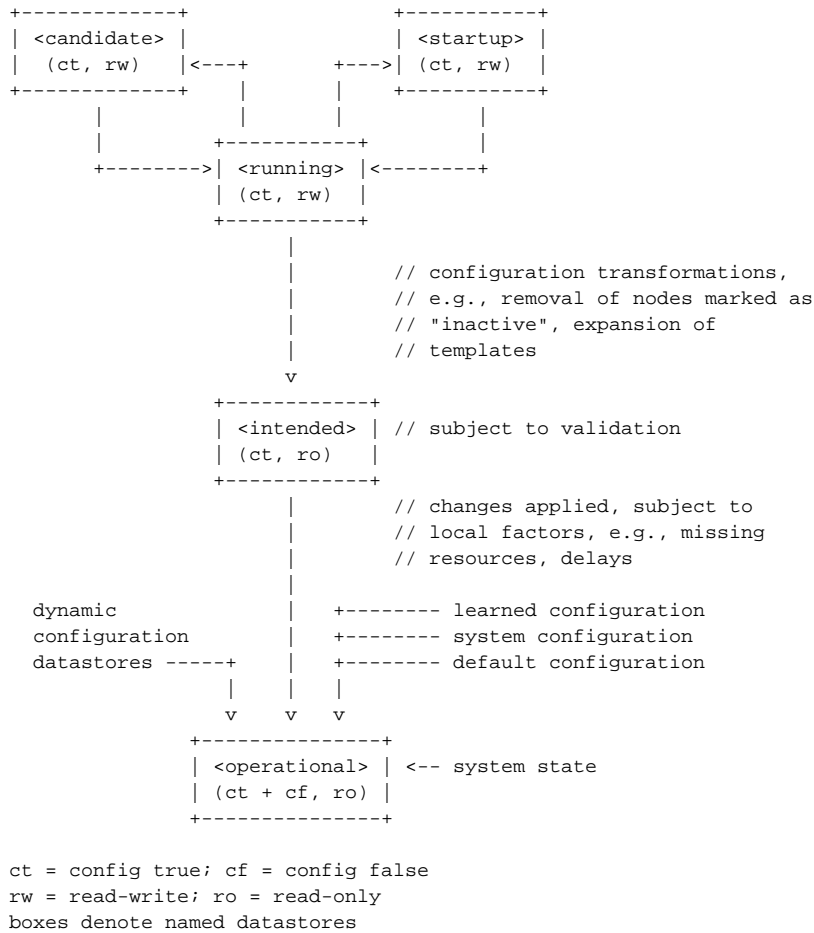 +-------------+                 +-----------+
| <candidate> |                 | <startup> |
|  (ct, rw)   |<---+       +--->| (ct, rw)  |
+-------------+    |       |    +-----------+
       |           |       |           |
       |         +-----------+         |
       +-------->| <running> |<--------+
                 | (ct, rw)  |
                 +-----------+
                       |
                       |        // configuration transformations,
                       |        // e.g., removal of nodes marked as
                       |        // "inactive", expansion of
                       |        // templates
                       v
                 +------------+
                 | <intended> | // subject to validation
                 | (ct, ro)   |
                 +------------+
                       |        // changes applied, subject to
                       |        // local factors, e.g., missing
                       |        // resources, delays
                       |
  dynamic              |   +-------- learned configuration
  configuration        |   +-------- system configuration
  datastores -----+    |   +-------- default configuration
                  |    |   |
                  v    v   v
               +---------------+
               | <operational> | <-- system state
               | (ct + cf, ro) |
               +---------------+

ct = config true; cf = config false
rw = read-write; ro = read-only
boxes denote named datastores